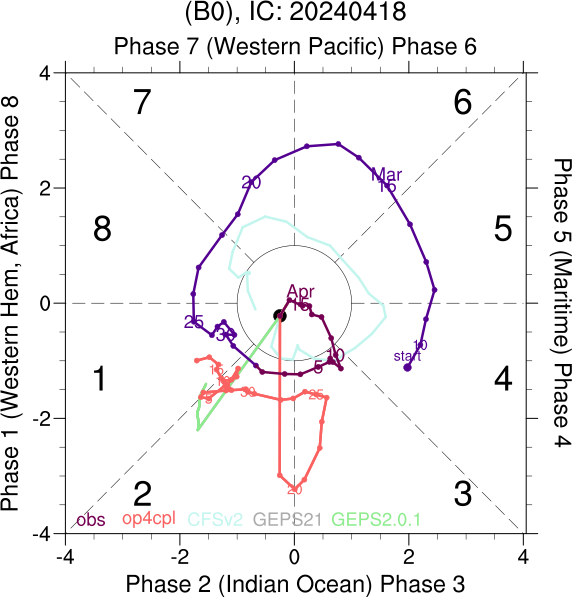 (B0), IC: 20240418
Phase 7 (Western Pacific) Phase 6
Phase 1 (Western Hem, Africa) Phase 8
Phase 5 (Maritime) Phase 4
4
2
0
-2
-4
7
6
8
5
1
4
2
3
Mar
15
20
25
10
start
Apr
15
10
5
30
25
20
15
obs op4cpl CFSv2 GEPS21 GEPS2.0.1
-4 -2 0 2 4
Phase 2 (Indian Ocean) Phase 3